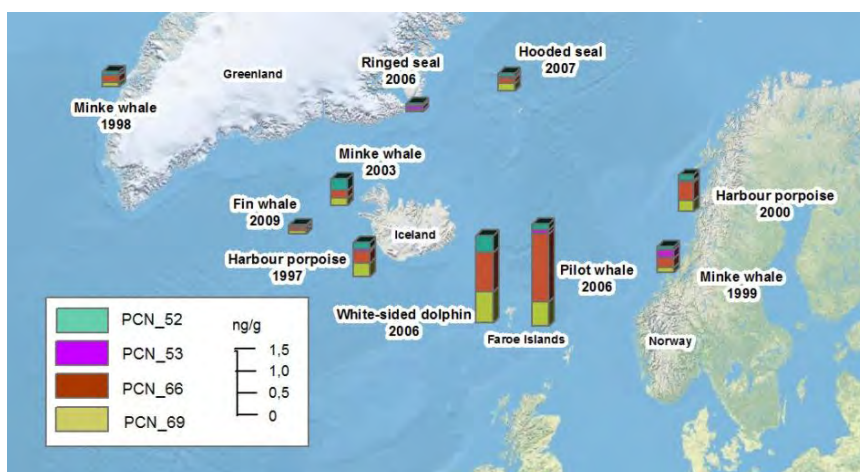 Ringed seal
2006
Hooded seal
2007
Greenland
Minke whale
1998
Minke whale
2003
Fin whale
2009
Iceland
Harbour porpoise
1997
Harbour porpoise
2000
Pilot whale
2006
Minke whale
1999
White-sided dolphin
2006
Faroe Islands
Norway
PCN_52
PCN_53
PCN_66
PCN_69
ng/g
1,5
1,0
0,5
0